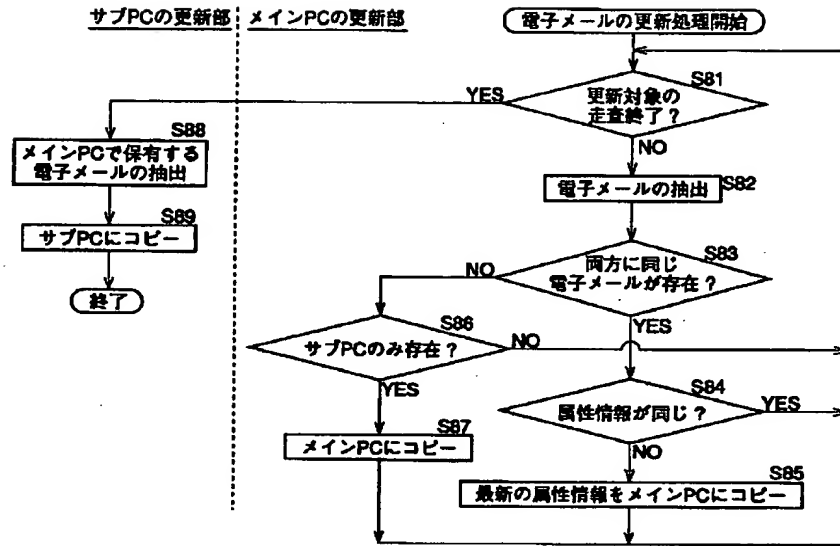 サブPCの更新部
メインPCの更新部
電子メールの更新処理開始
S81
更新対象の
走査終了？
YES
NO
S82
電子メールの抽出
S83
両方に同じ
電子メールが存在？
NO
YES
S86
サブPCのみ存在？
NO
YES
S84
属性情報が同じ？
YES
NO
S87
メインPCにコピー
S85
最新の属性情報をメインPCにコピー
S88
メインPCで保有する
電子メールの抽出
S89
サブPCにコピー
終了